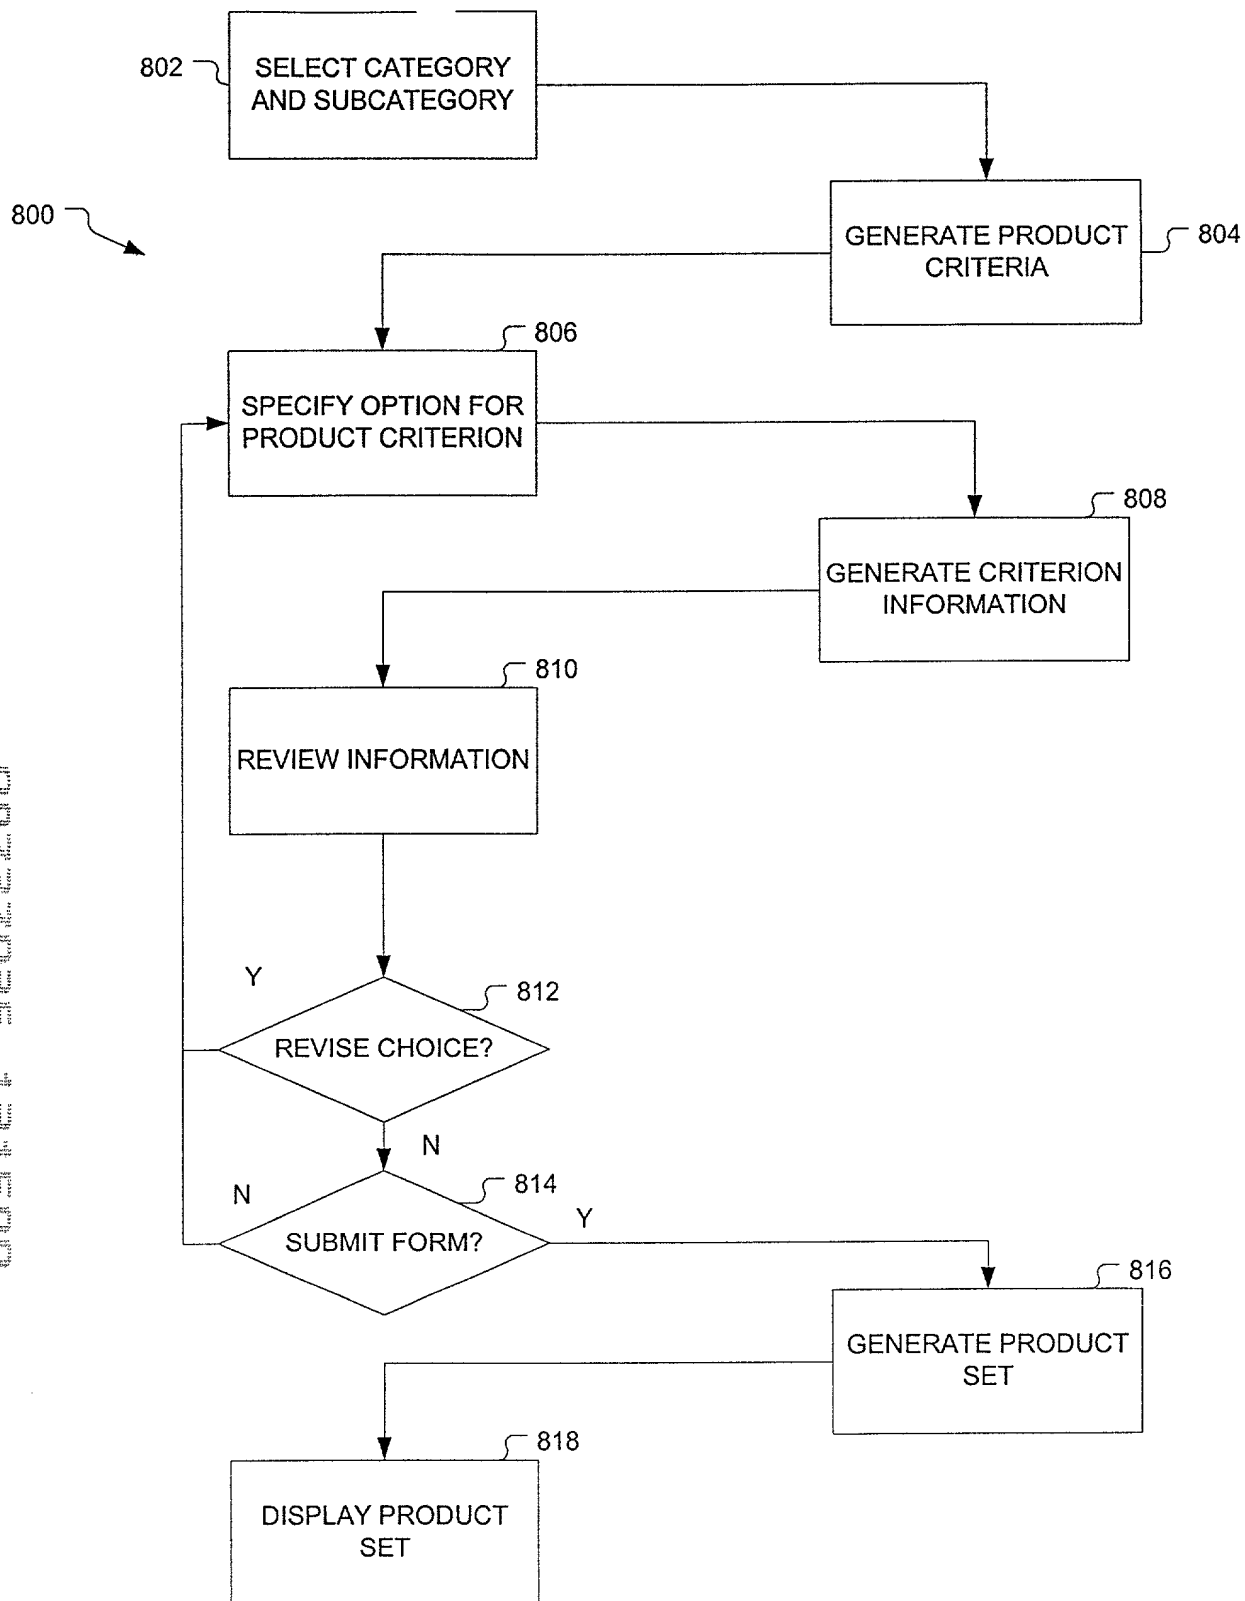 802
SELECT CATEGORY
AND SUBCATEGORY
800
GENERATE PRODUCT
CRITERIA
804
806
SPECIFY OPTION FOR
PRODUCT CRITERION
808
GENERATE CRITERION
INFORMATION
810
REVIEW INFORMATION
Y
812
REVISE CHOICE?
N
N
814
Y
SUBMIT FORM?
816
GENERATE PRODUCT
SET
818
DISPLAY PRODUCT
SET